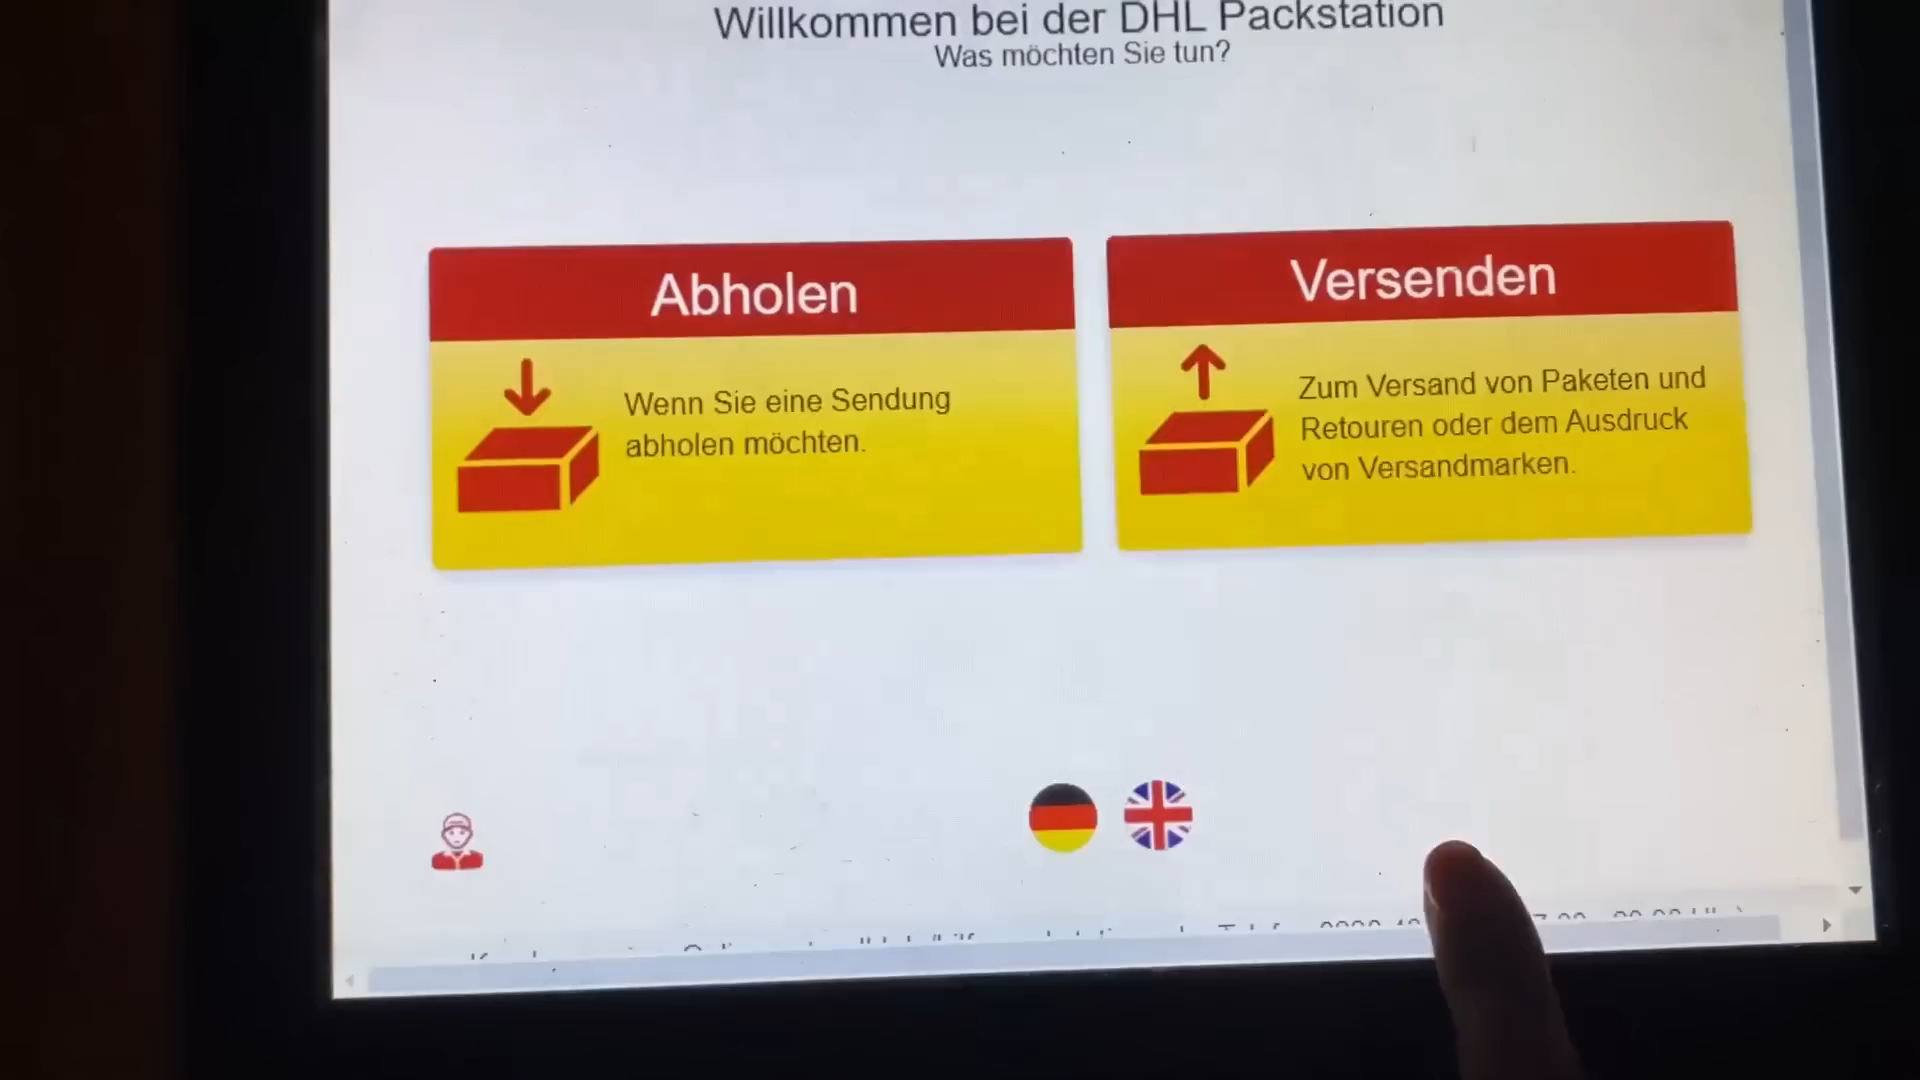 Willkommen bei der DHL Packstation
Was möchten Sie tun?
Abholen
Wenn Sie eine Sendung
abholen möchten.
Versenden
Zum Versand von Paketen und
Retouren oder dem Ausdruck
von Versandmarken.